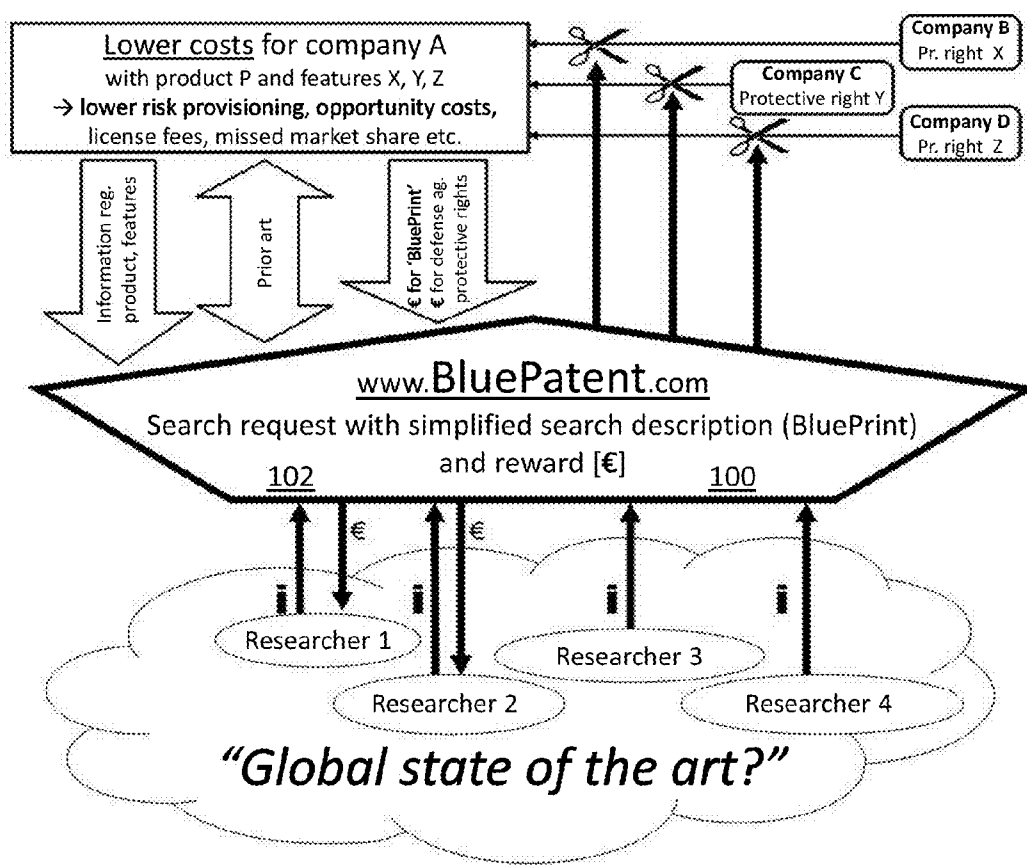 Lower costs for company A
with product P and features X, Y, Z
→ lower risk provisioning, opportunity costs,
license fees, missed market share etc.
Company B
Pr. right X
Company C
Protective right Y
Company D
Pr. right Z
Information reg.
product, features
Prior art
€ for 'BluePrint'
€ for defense ag.
protective rights
www.BluePatent.com
Search request with simplified search description (BluePrint)
and reward [€]
102
100
€
€
i
i
i
i
Researcher 1
Researcher 2
Researcher 3
Researcher 4
"Global state of the art?"